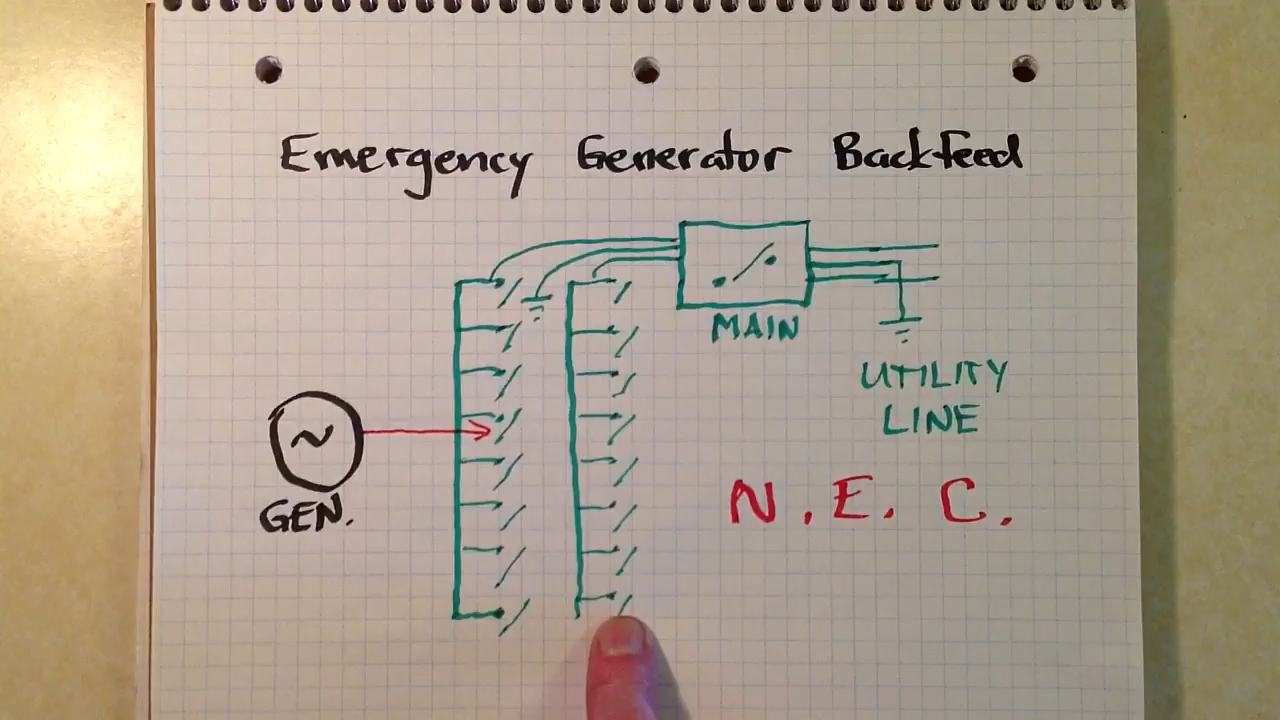 Emergency Generator Backfeed
MAIN
UTILITY
LINE
GEN.
N.E.C.